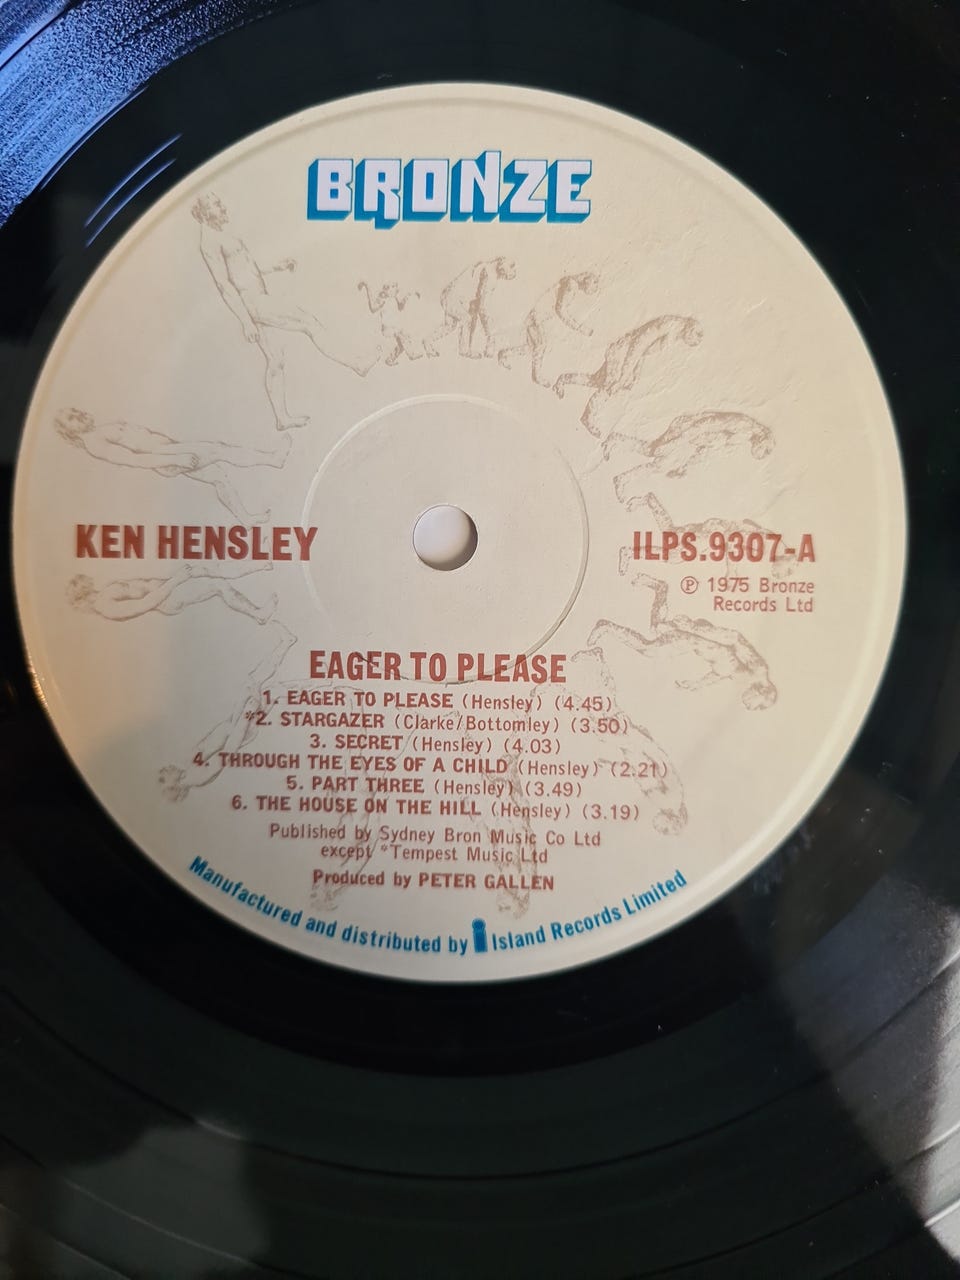 BRONZE
KEN HENSLEY
ILPS.9307-A
℗ 1975 Bronze
Records Ltd
EAGER TO PLEASE
1. EAGER TO PLEASE (Hensley) (4.45)
*2. STARGAZER (Clarke/Bottomley) (3.50)
3. SECRET (Hensley) (4.03)
4. THROUGH THE EYES OF A CHILD (Hensley) (2.21)
5. PART THREE (Hensley) (3.49)
6. THE HOUSE ON THE HILL (Hensley) (3.19)
Published by Sydney Bron Music Co Ltd
except *Tempest Music Ltd
Produced by PETER GALLEN
Manufactured and distributed by Island Records Limited